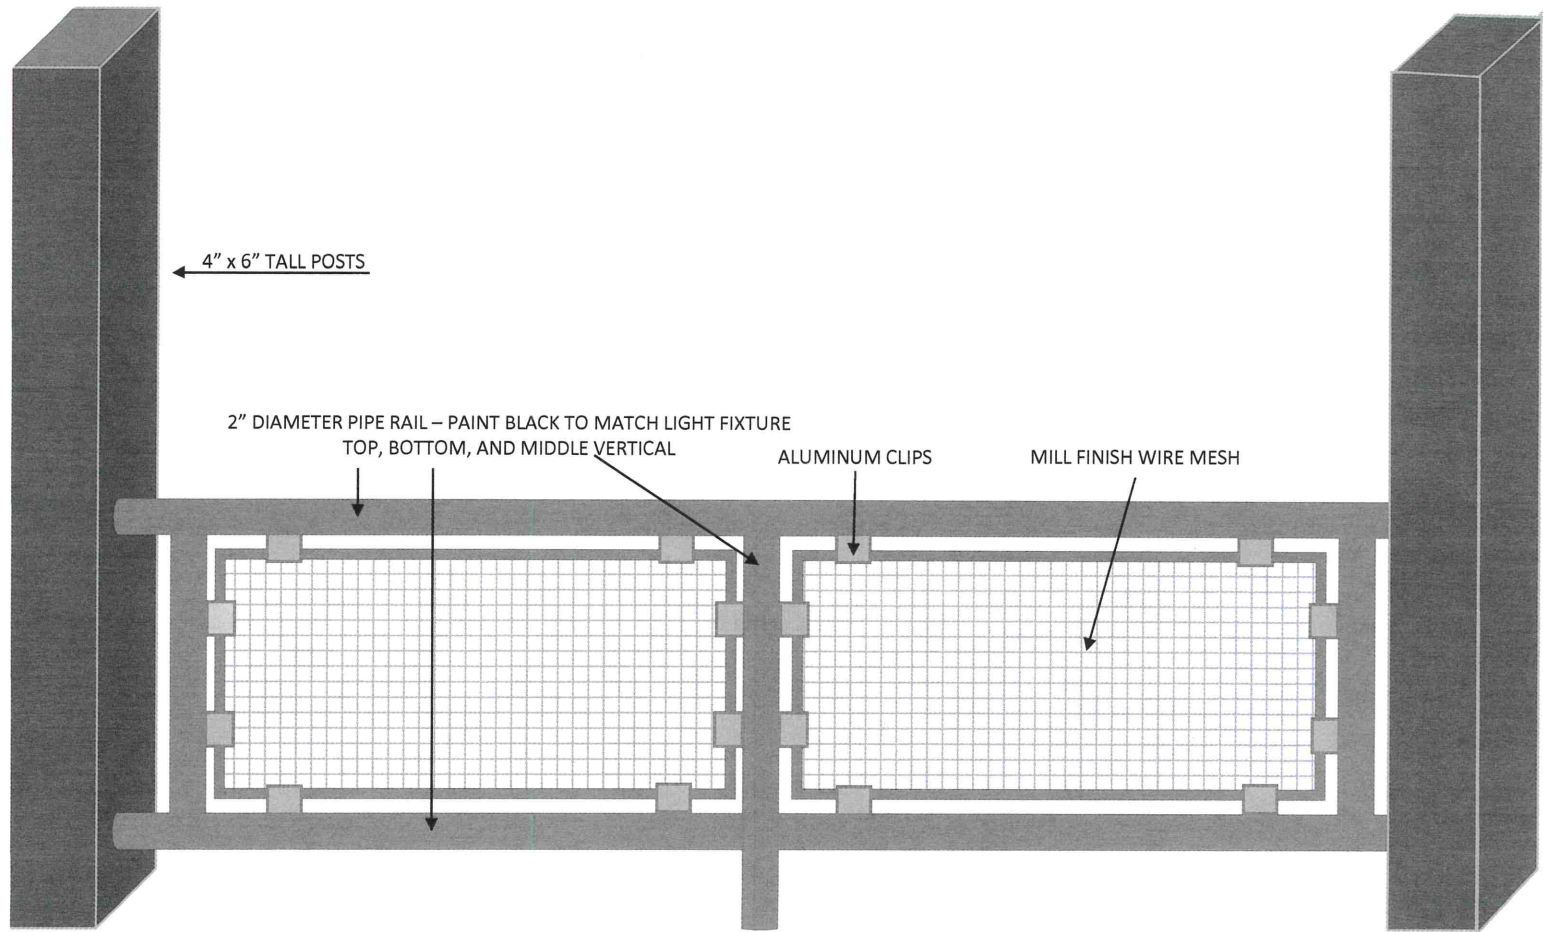 4” x 6” TALL POSTS
2” DIAMETER PIPE RAIL – PAINT BLACK TO MATCH LIGHT FIXTURE
TOP, BOTTOM, AND MIDDLE VERTICAL
ALUMINUM CLIPS
MILL FINISH WIRE MESH